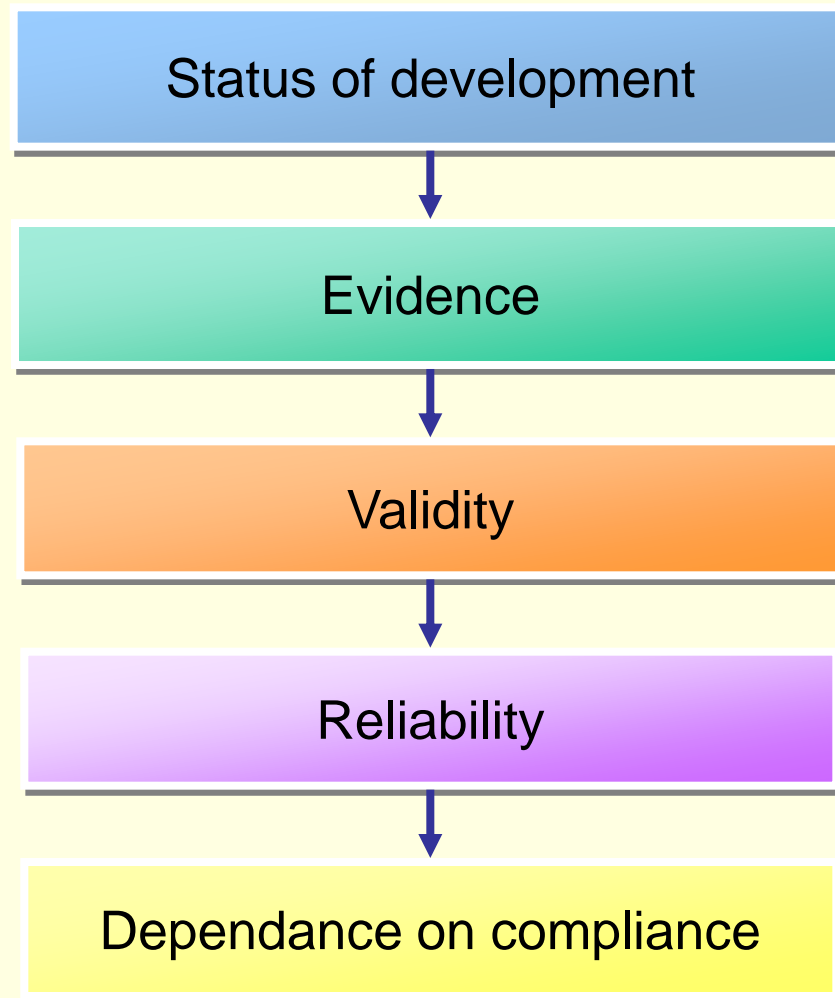 Status of development
Evidence
Validity
Reliability
Dependance on compliance